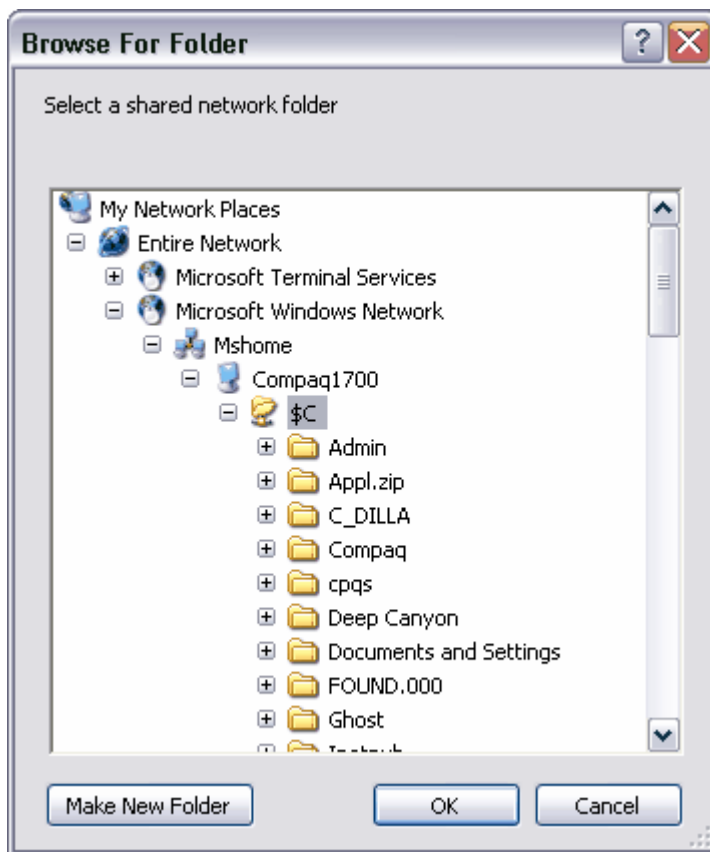 Browse For Folder
Select a shared network folder
My Network Places
Entire Network
Microsoft Terminal Services
Microsoft Windows Network
Mshome
Compaq1700
$C
Admin
Appl.zip
C_DILLA
Compaq
cpqs
Deep Canyon
Documents and Settings
FOUND.000
Ghost
Make New Folder
OK
Cancel